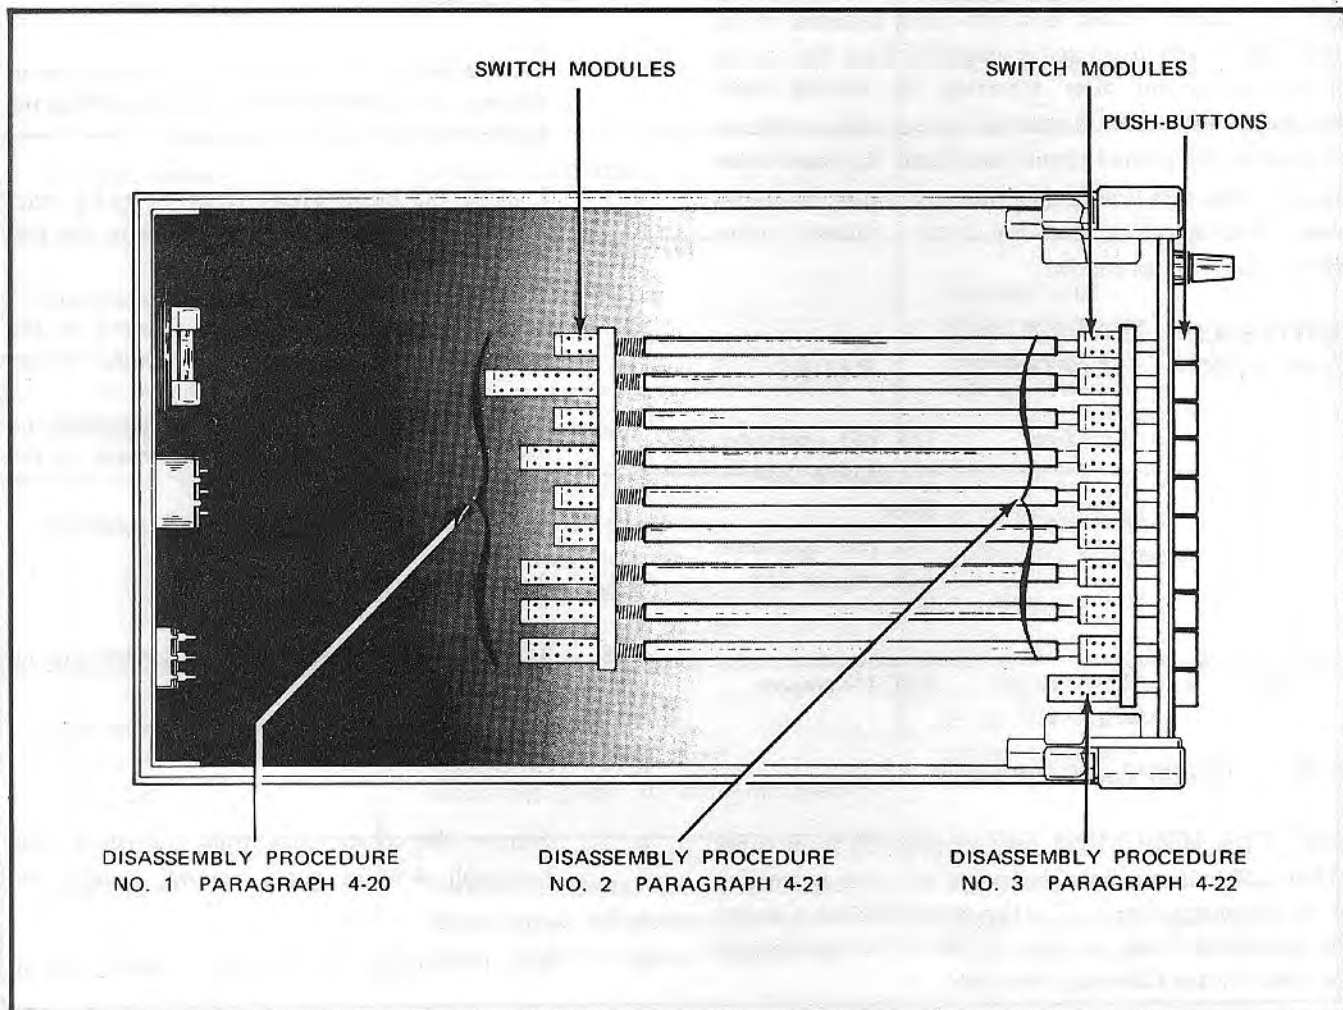 SWITCH MODULES
SWITCH MODULES
PUSH-BUTTONS
DISASSEMBLY PROCEDURE
NO. 1 PARAGRAPH 4-20
DISASSEMBLY PROCEDURE
NO. 2 PARAGRAPH 4-21
DISASSEMBLY PROCEDURE
NO. 3 PARAGRAPH 4-22